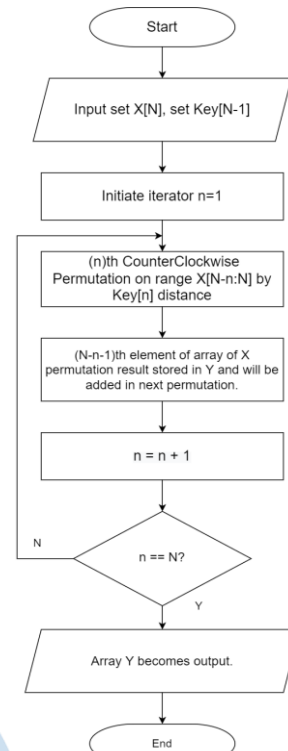 Start
Input set X[N], set Key[N-1]
Initiate iterator n=1
(n)th CounterClockwise
Permutation on range X[N-n:N] by
Key[n] distance
(N-n-1)th element of array of X
permutation result stored in Y and will be
added in next permutation.
n = n + 1
N
n == N?
Y
Array Y becomes output.
End